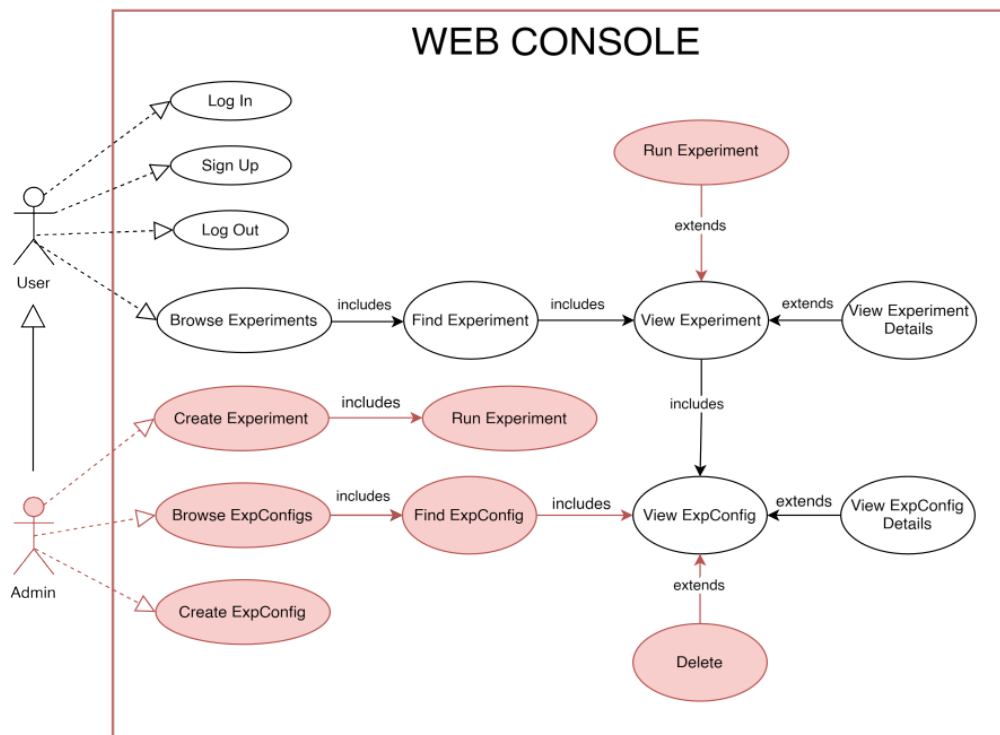 WEB CONSOLE
Log In
Sign Up
Log Out
User
Run Experiment
extends
Browse Experiments
includes
Find Experiment
includes
View Experiment
extends
View Experiment
Details
includes
Create Experiment
includes
Run Experiment
Admin
Browse ExpConfigs
includes
Find ExpConfig
includes
View ExpConfig
extends
View ExpConfig
Details
Create ExpConfig
extends
Delete